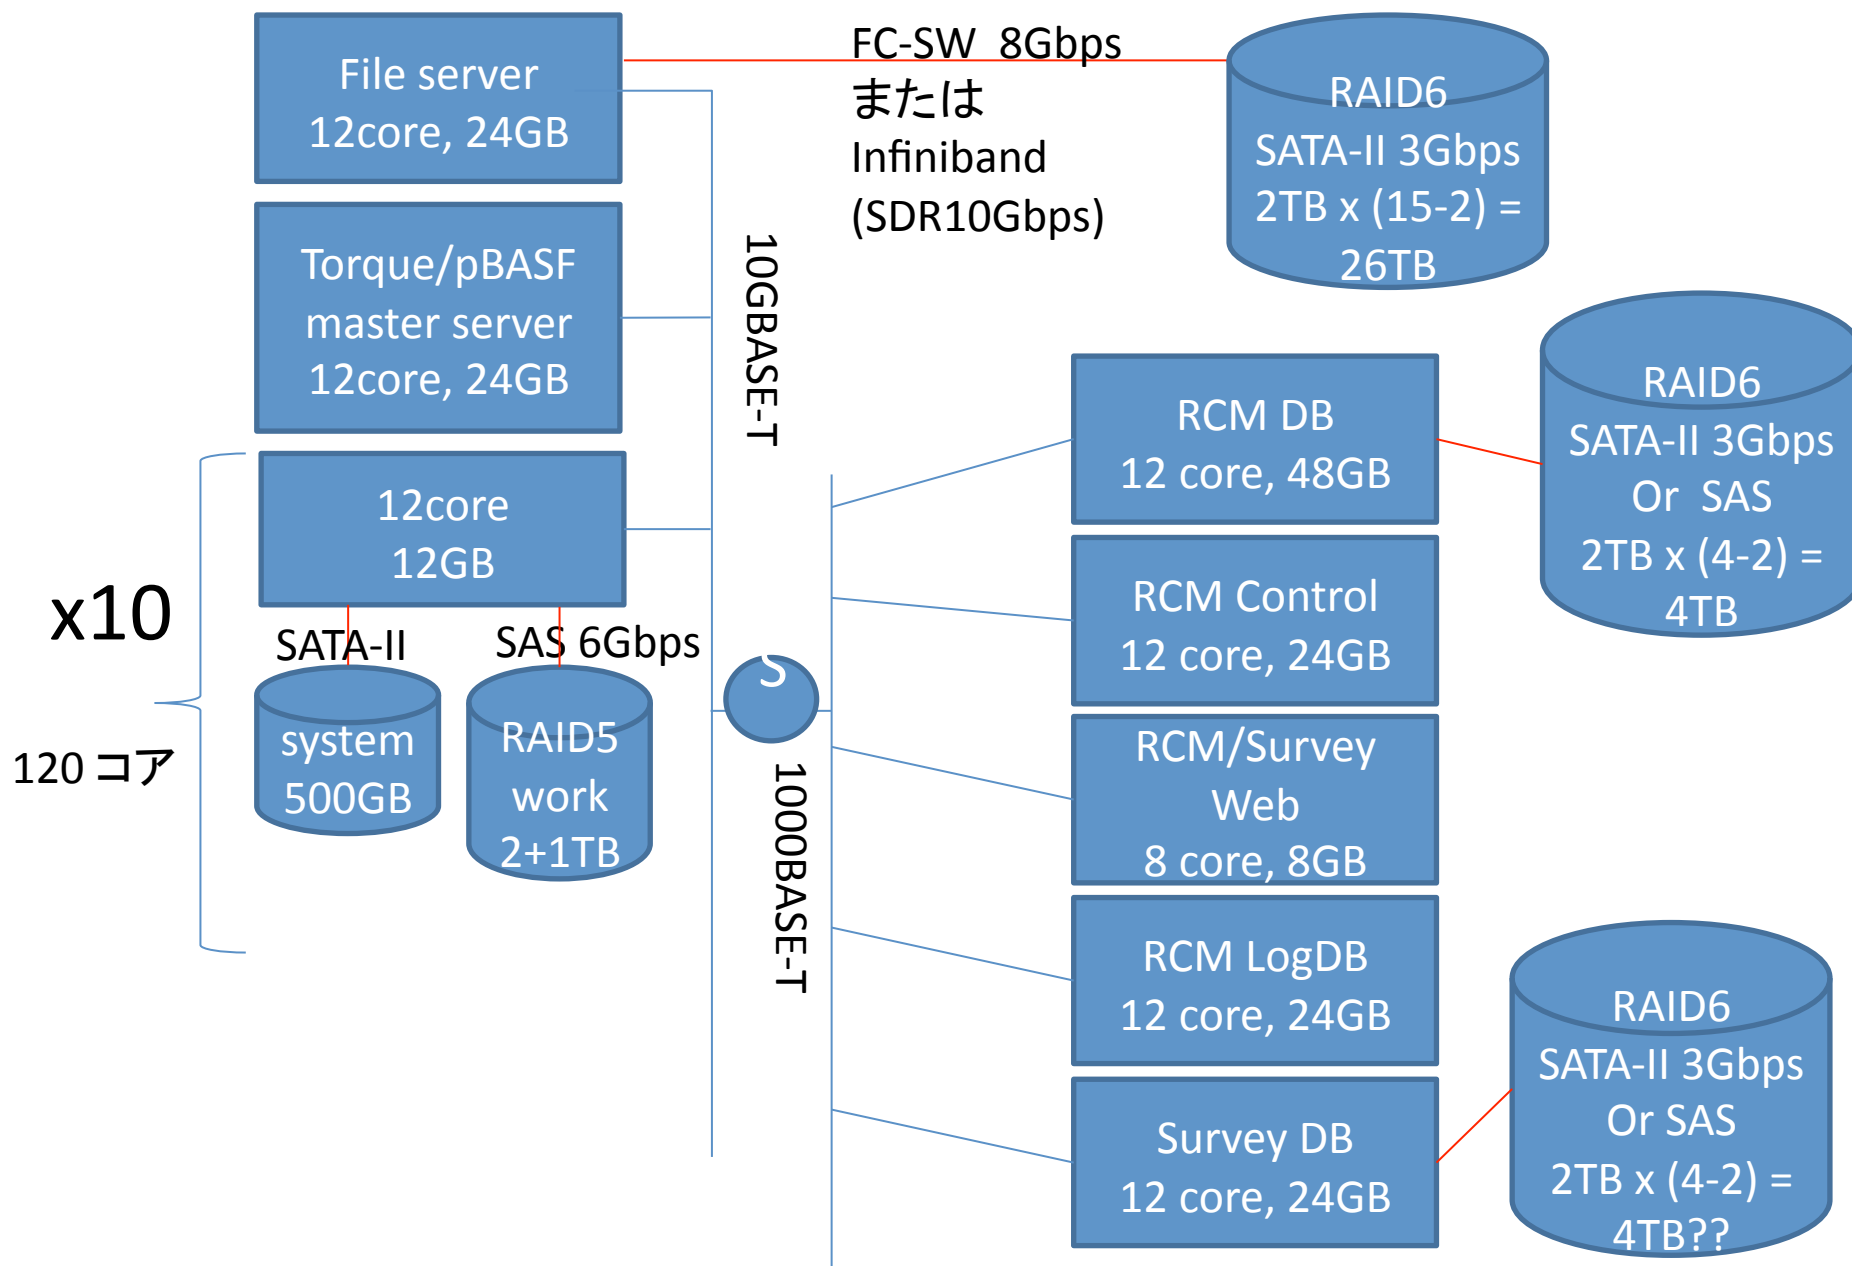 File server
12core, 24GB
FC-SW  8Gbps
または
Infiniband
(SDR10Gbps)
RAID6
SATA-II 3Gbps
2TB x (15-2) =
26TB
Torque/pBASF
master server
12core, 24GB
10GBASE-T
12core
12GB
x10
120 コア
SATA-II
SAS 6Gbps
system
500GB
RAID5
work
2+1TB
S
1000BASE-T
RCM DB
12 core, 48GB
RAID6
SATA-II 3Gbps
Or  SAS
2TB x (4-2) =
4TB
RCM Control
12 core, 24GB
RCM/Survey
Web
8 core, 8GB
RCM LogDB
12 core, 24GB
Survey DB
12 core, 24GB
RAID6
SATA-II 3Gbps
Or SAS
2TB x (4-2) =
4TB??